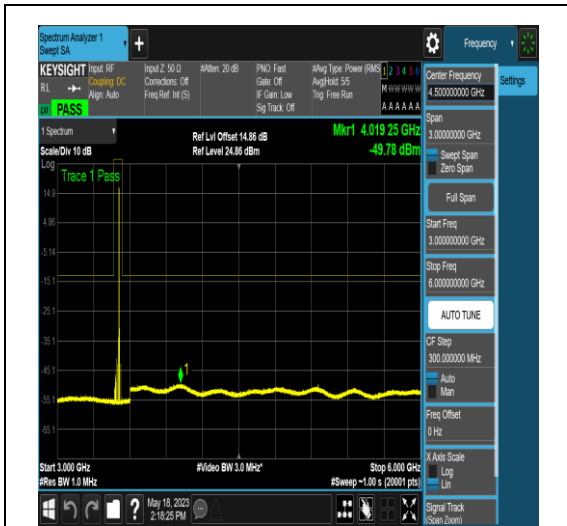 Spectrum Analyzer 1
Swept SA
Frequency
KEYSIGHT
RL
PASS
Input: RF
Coupling: DC
Align: Auto
Input Z: 50 Ω
Corrections: Off
Freq Ref: Int (S)
#Atten: 20 dB
PNO: Fast
Gate: Off
IF Gain: Low
Sig Track: Off
#Avg Type: Power (RMS
Avg|Hold: 5/5
Trig: Free Run
1 2 3 4 5 6
M W W W W W
A A A A A A
1 Spectrum
Scale/Div 10 dB
Ref Lvl Offset 14.86 dB
Ref Level 24.86 dBm
Mkr1 4.019 25 GHz
-49.78 dBm
Log
Trace 1 Pass
14.9
4.86
-5.14
-15.1
-25.1
-35.1
-45.1
-55.1
-65.1
1
Start 3.000 GHz
#Res BW 1.0 MHz
#Video BW 3.0 MHz*
Stop 6.000 GHz
#Sweep ~1.00 s (20001 pts)
May 18, 2023
2:18:25 PM
Center Frequency
4.500000000 GHz
Settings
Span
3.00000000 GHz
Swept Span
Zero Span
Full Span
Start Freq
3.000000000 GHz
Stop Freq
6.000000000 GHz
AUTO TUNE
CF Step
300.000000 MHz
Auto
Man
Freq Offset
0 Hz
X Axis Scale
Log
Lin
Signal Track
(Span Zoom)